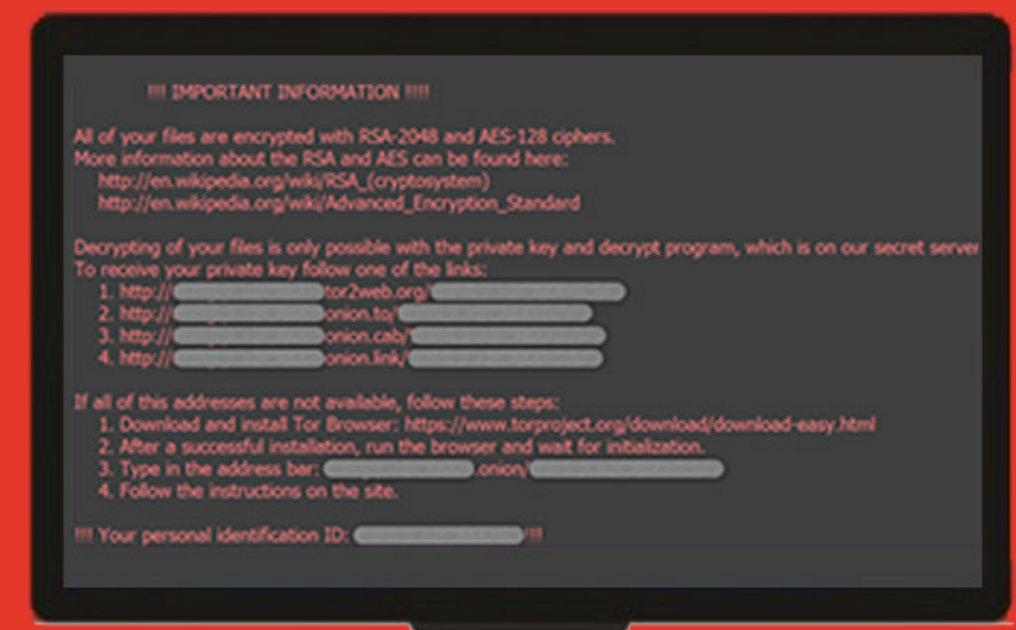 !!! IMPORTANT INFORMATION !!!!
All of your files are encrypted with RSA-2048 and AES-128 ciphers.
More information about the RSA and AES can be found here:
http://en.wikipedia.org/wiki/RSA_(cryptosystem)
http://en.wikipedia.org/wiki/Advanced_Encryption_Standard
Decrypting of your files is only possible with the private key and decrypt program, which is on our secret server
To receive your private key follow one of the links:
1. http:// tor2web.org/
2. http:// onion.to/
3. http:// onion.cab/
4. http:// onion.link/
If all of this addresses are not available, follow these steps:
1. Download and install Tor Browser: https://www.torproject.org/download/download-easy.html
2. After a successful installation, run the browser and wait for initialization.
3. Type in the address bar: .onion/
4. Follow the instructions on the site.
!!! Your personal identification ID: !!!